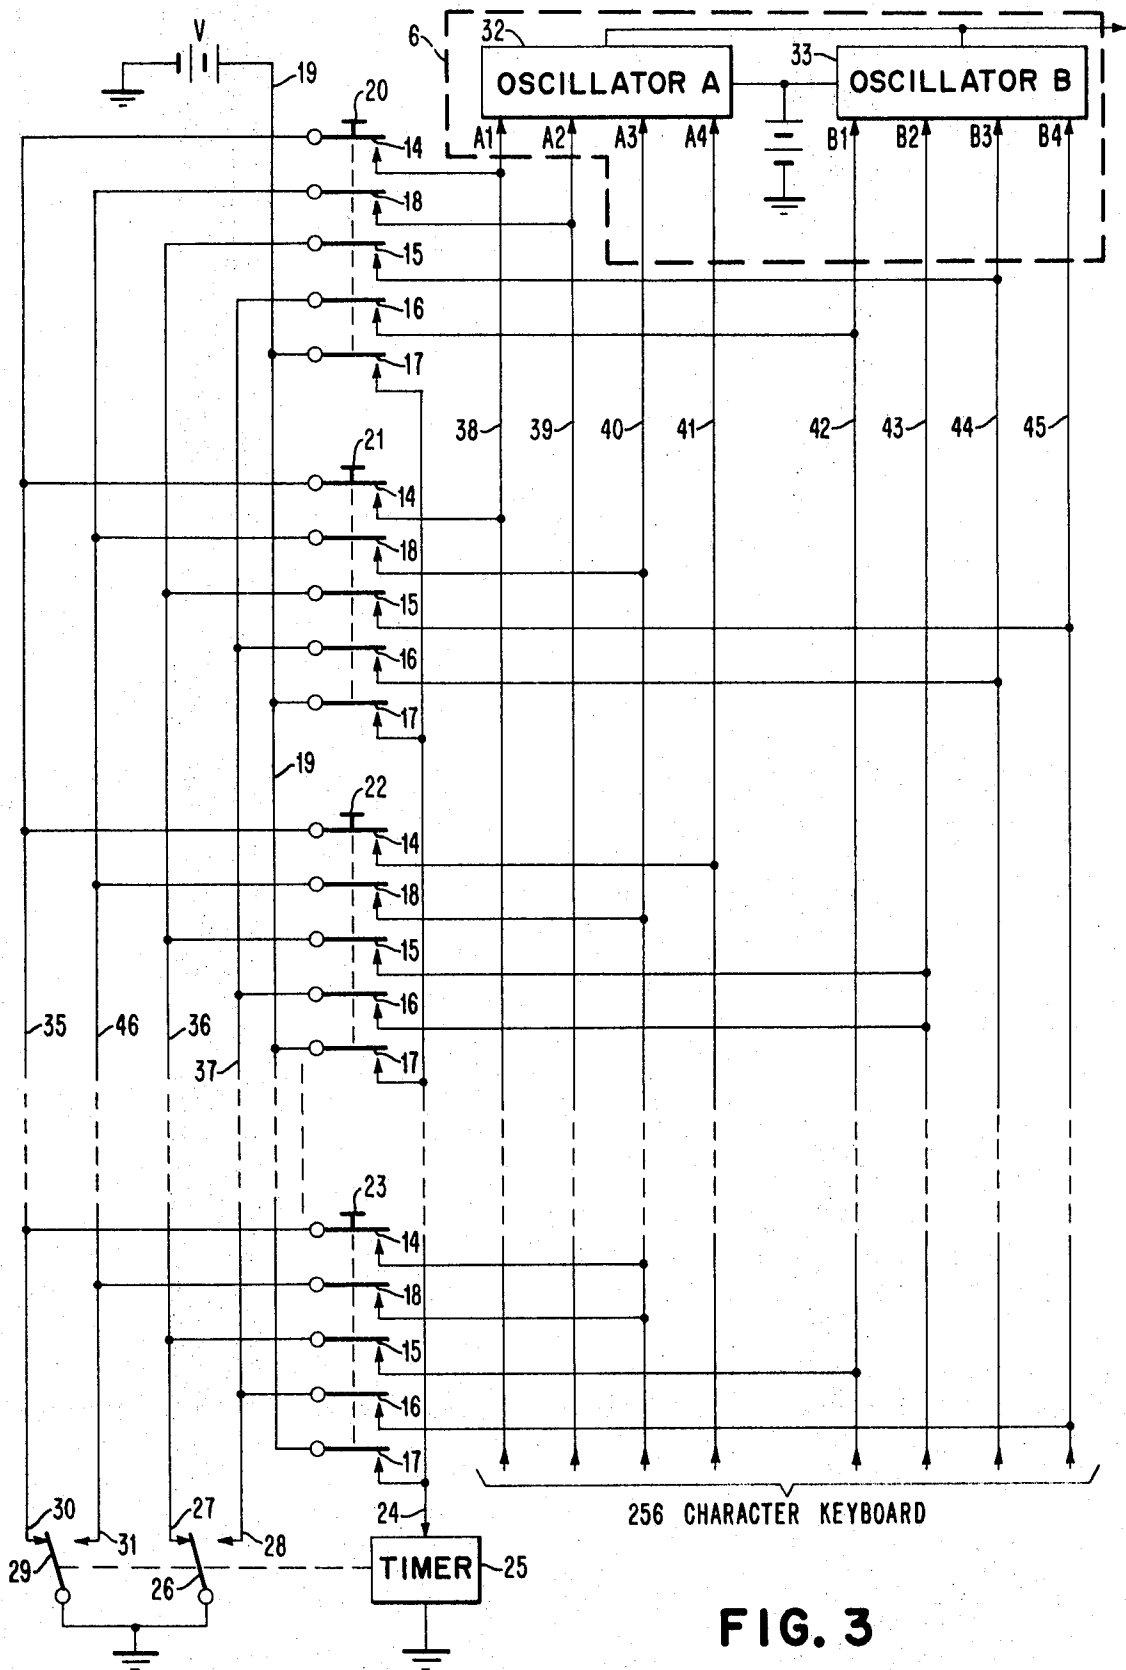 V
19
20
6
32
OSCILLATOR A
33
OSCILLATOR B
A1 A2 A3 A4 B1 B2 B3 B4
14
18
15
16
17
38 39 40 41 42 43 44 45
21
14
18
15
16
17
19
22
14
18
15
16
17
35 46 36 37
23
14
18
15
16
17
256 CHARACTER KEYBOARD
30 31 27 28 24
29 26 TIMER 25
FIG. 3